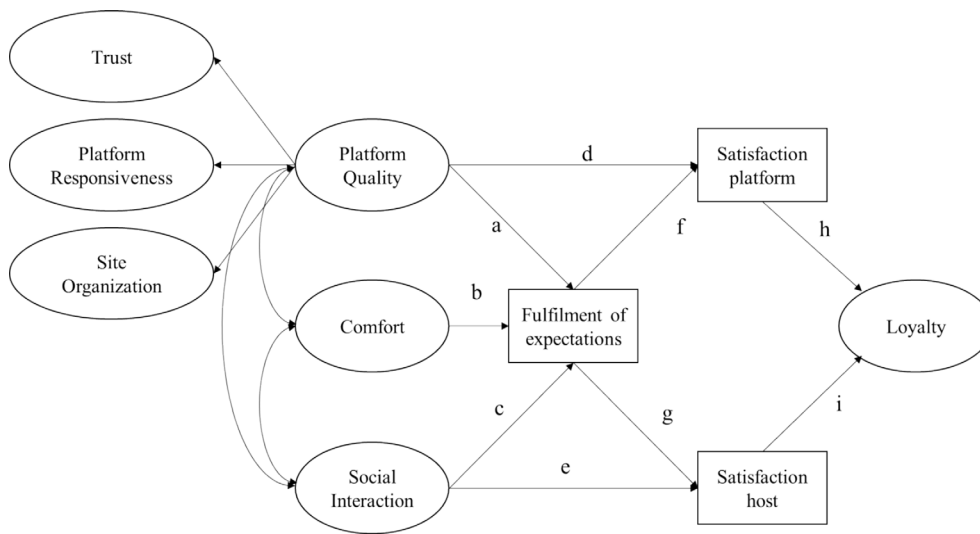 Trust
Platform
Responsiveness
Site
Organization
Platform
Quality
Comfort
Social
Interaction
d
a
b
c
e
Fulfilment of
expectations
f
g
Satisfaction
platform
Satisfaction
host
h
i
Loyalty